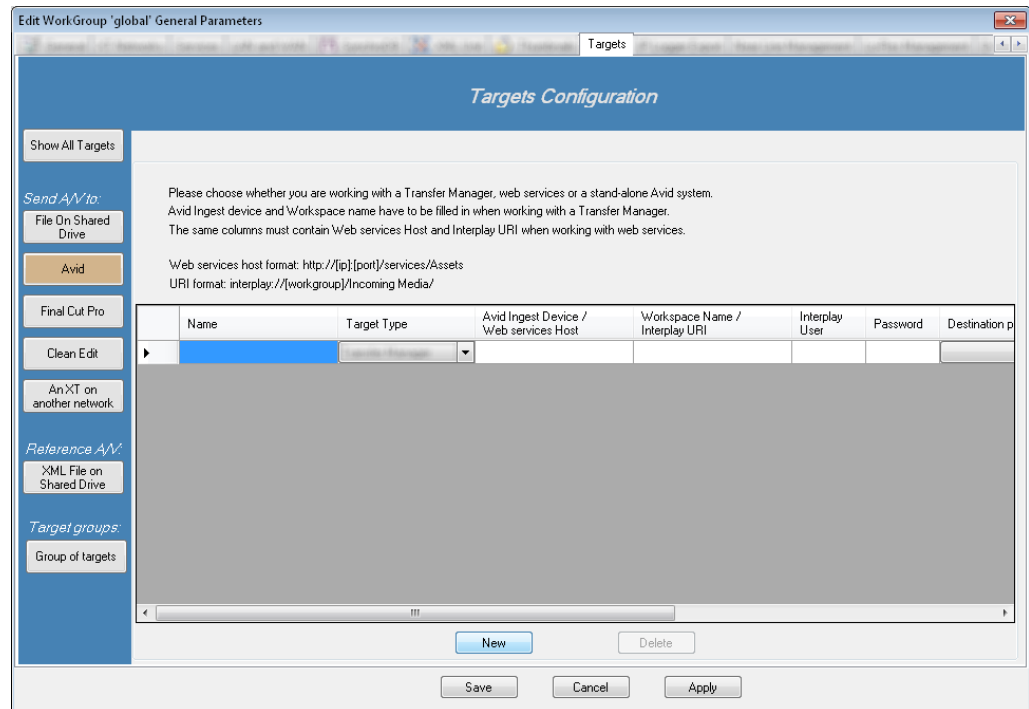 Edit WorkGroup 'global' General Parameters
Targets
Targets Configuration
Show All Targets
Please choose whether you are working with a Transfer Manager, web services or a stand-alone Avid system.
Avid Ingest device and Workspace name have to be filled in when working with a Transfer Manager.
The same columns must contain Web services Host and Interplay URI when working with web services.
Web services host format: http://[ip]:[port]/services/Assets
URI format: interplay://[workgroup]/Incoming Media/
Send A/V to:
File On Shared
Drive
Avid
Final Cut Pro
Clean Edit
An XT on
another network
Reference A/V:
XML File on
Shared Drive
Target groups:
Group of targets
Name
Target Type
Avid Ingest Device /
Web services Host
Workspace Name /
Interplay URI
Interplay
User
Password
Destination p
New
Delete
Save
Cancel
Apply